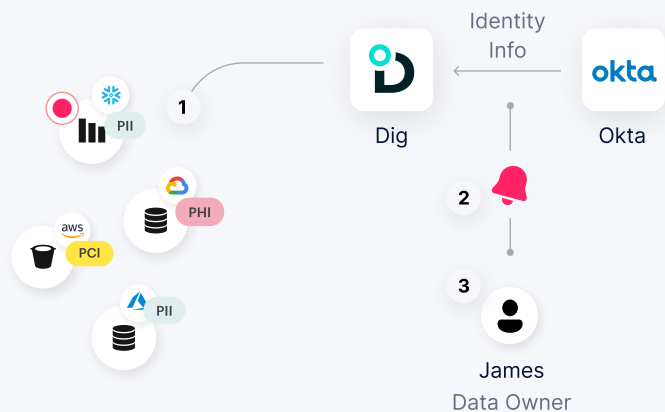 Identity
Info
okta
Dig
Okta
1
PII
PHI
aws
PCI
PII
2
3
James
Data Owner